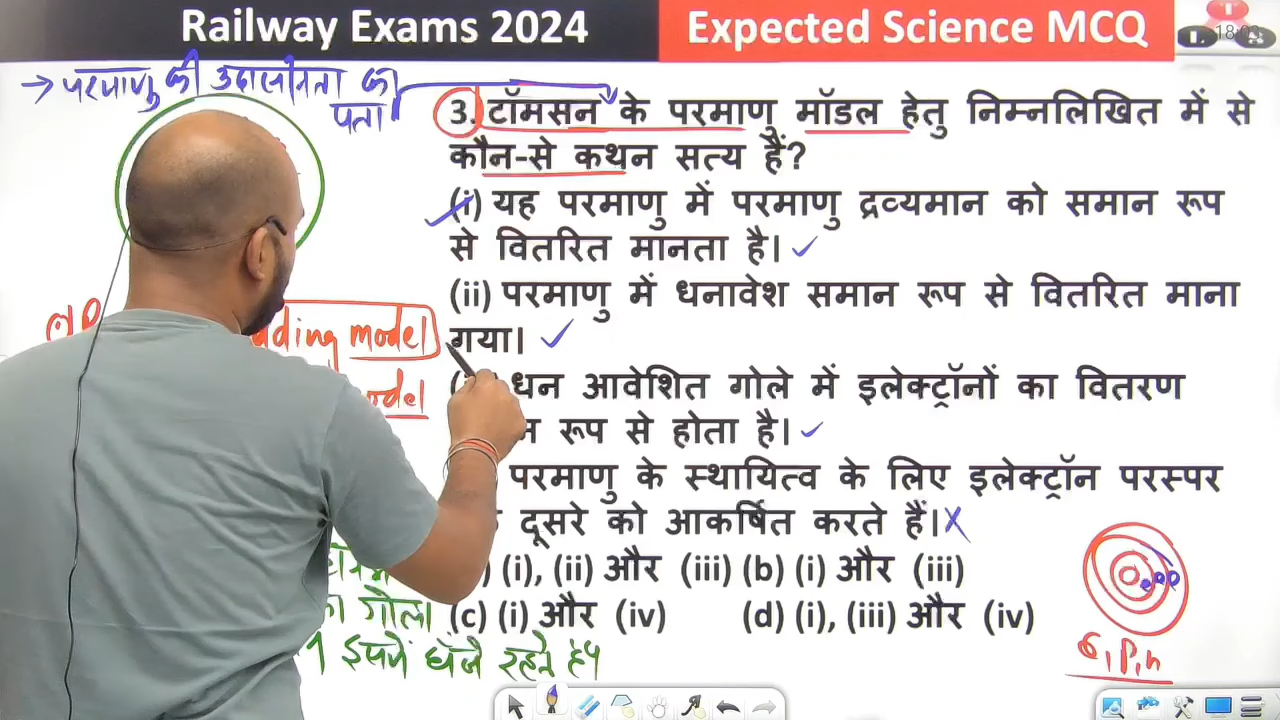 Railway Exams 2024
Expected Science MCQ
18:0
→ परमाणु की उदासीनता का
पता
3. टॉमसन के परमाणु मॉडल हेतु निम्नलिखित में से
कौन-से कथन सत्य हैं?
(i) यह परमाणु में परमाणु द्रव्यमान को समान रूप
से वितरित मानता है।
(ii) परमाणु में धनावेश समान रूप से वितरित माना
गया।
धन आवेशित गोले में इलेक्ट्रॉनों का वितरण
रूप से होता है।
परमाणु के स्थायित्व के लिए इलेक्ट्रॉन परस्पर
दूसरे को आकर्षित करते हैं।
(i), (ii) और (iii) (b) (i) और (iii)
(c) (i) और (iv) (d) (i), (iii) और (iv)
model
गोला
इसमें धँसे रहते है
e, p, n